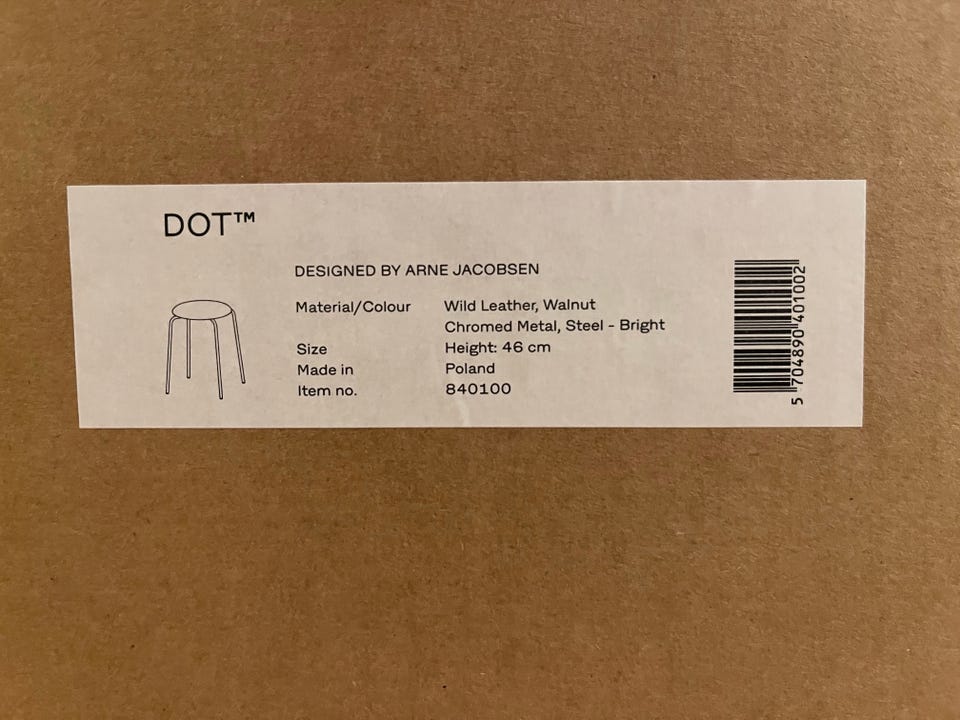 DOT™
DESIGNED BY ARNE JACOBSEN
Material/Colour Wild Leather, Walnut
Chromed Metal, Steel - Bright
Size Height: 46 cm
Made in Poland
Item no. 840100
5 704890 401002